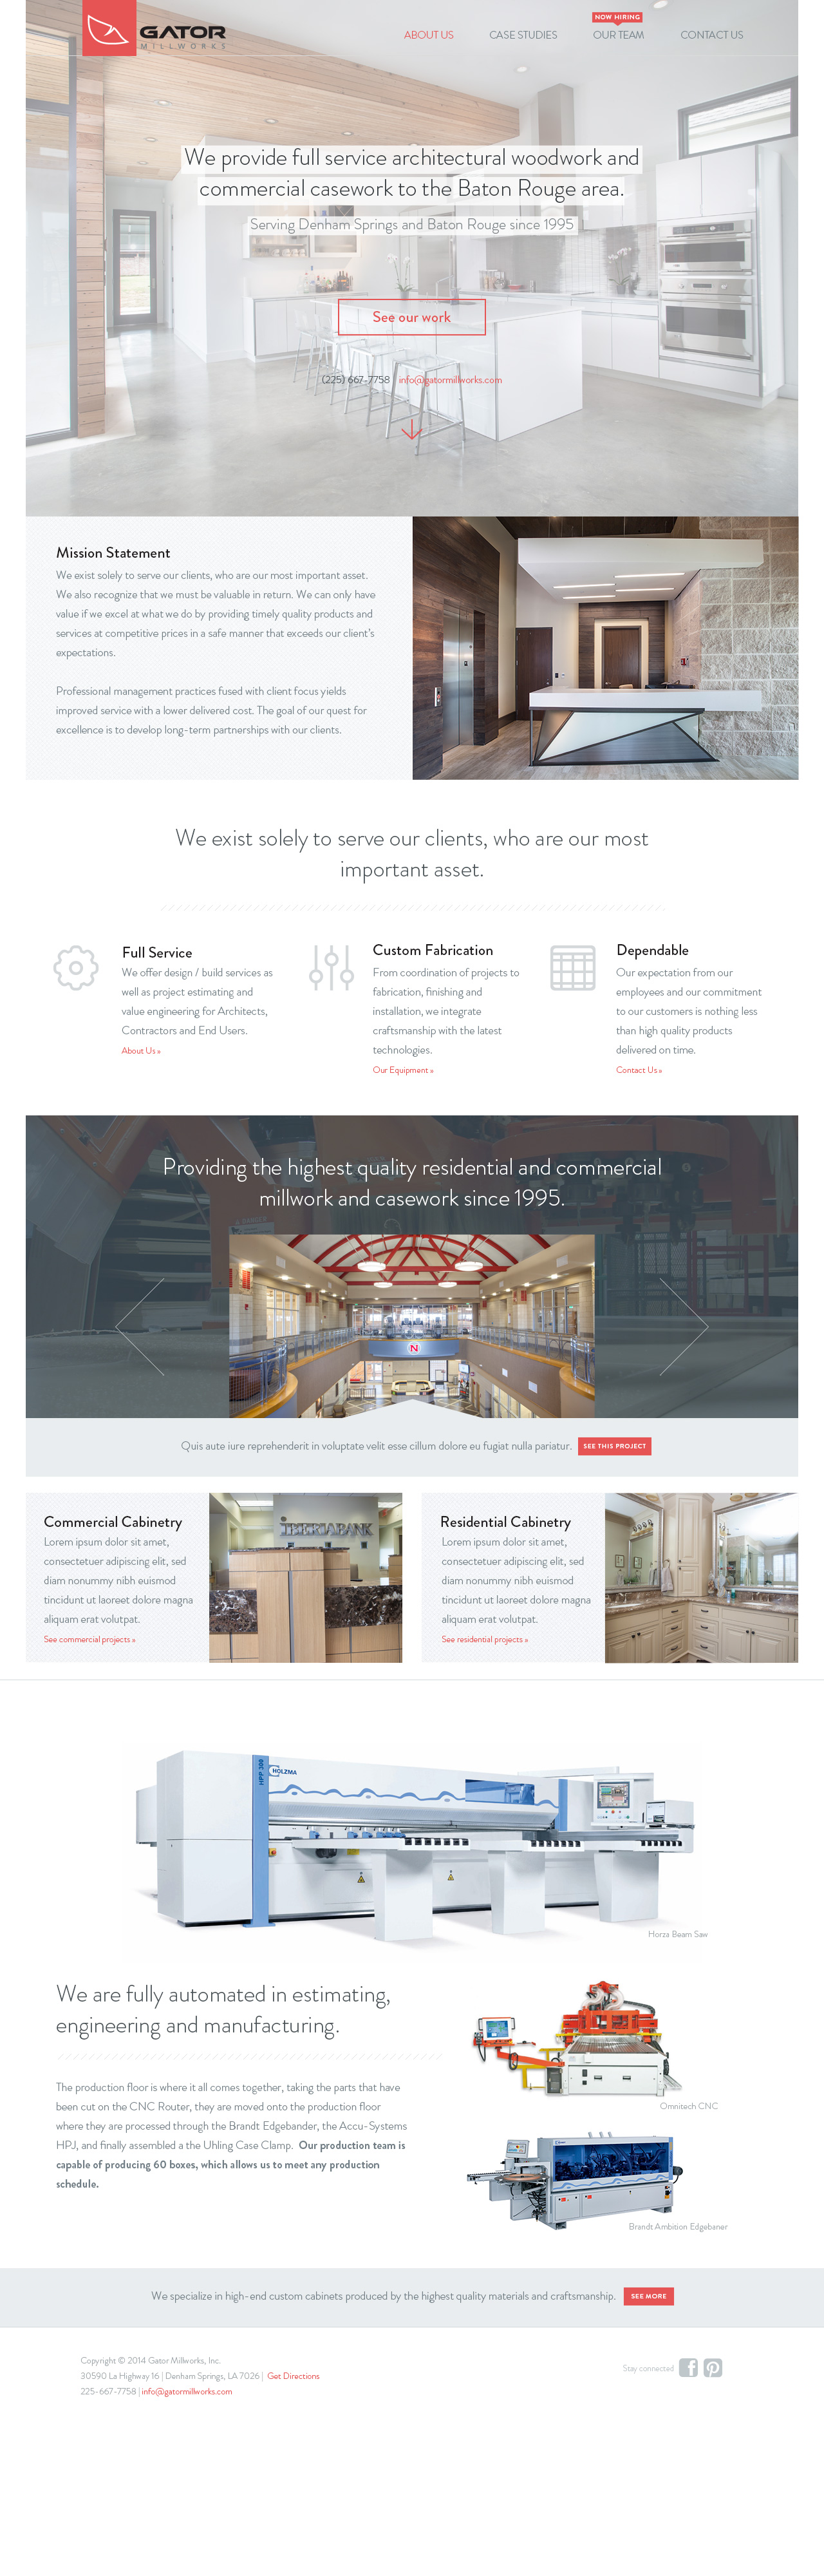 GATOR
MILLWORKS
NOW HIRING
ABOUT US
CASE STUDIES
OUR TEAM
CONTACT US
We provide full service architectural woodwork and
commercial casework to the Baton Rouge area.
Serving Denham Springs and Baton Rouge since 1995
See our work
(225) 667-7758 info@gatormillworks.com
Mission Statement
We exist solely to serve our clients, who are our most important asset.
We also recognize that we must be valuable in return. We can only have
value if we excel at what we do by providing timely quality products and
services at competitive prices in a safe manner that exceeds our client's
expectations.
Professional management practices fused with client focus yields
improved service with a lower delivered cost. The goal of our quest for
excellence is to develop long-term partnerships with our clients.
We exist solely to serve our clients, who are our most
important asset.
Full Service
We offer design / build services as
well as project estimating and
value engineering for Architects,
Contractors and End Users.
About Us »
Custom Fabrication
From coordination of projects to
fabrication, finishing and
installation, we integrate
craftsmanship with the latest
technologies.
Our Equipment »
Dependable
Our expectation from our
employees and our commitment
to our customers is nothing less
than high quality products
delivered on time.
Contact Us »
Providing the highest quality residential and commercial
millwork and casework since 1995.
N
Quis aute iure reprehenderit in voluptate velit esse cillum dolore eu fugiat nulla pariatur.
SEE THIS PROJECT
Commercial Cabinetry
Lorem ipsum dolor sit amet,
consectetuer adipiscing elit, sed
diam nonummy nibh euismod
tincidunt ut laoreet dolore magna
aliquam erat volutpat.
See commercial projects »
IBERIABANK
Residential Cabinetry
Lorem ipsum dolor sit amet,
consectetuer adipiscing elit, sed
diam nonummy nibh euismod
tincidunt ut laoreet dolore magna
aliquam erat volutpat.
See residential projects »
HPP 300
HOLZMA
Horza Beam Saw
We are fully automated in estimating,
engineering and manufacturing.
The production floor is where it all comes together, taking the parts that have
been cut on the CNC Router, they are moved onto the production floor
where they are processed through the Brandt Edgebander, the Accu-Systems
HPJ, and finally assembled a the Uhling Case Clamp. Our production team is
capable of producing 60 boxes, which allows us to meet any production
schedule.
Omnitech CNC
Brandt Ambition Edgebaner
We specialize in high-end custom cabinets produced by the highest quality materials and craftsmanship.
SEE MORE
Copyright © 2014 Gator Millworks, Inc.
30590 La Highway 16 | Denham Springs, LA 7026 | Get Directions
225-667-7758 | info@gatormillworks.com
Stay connected